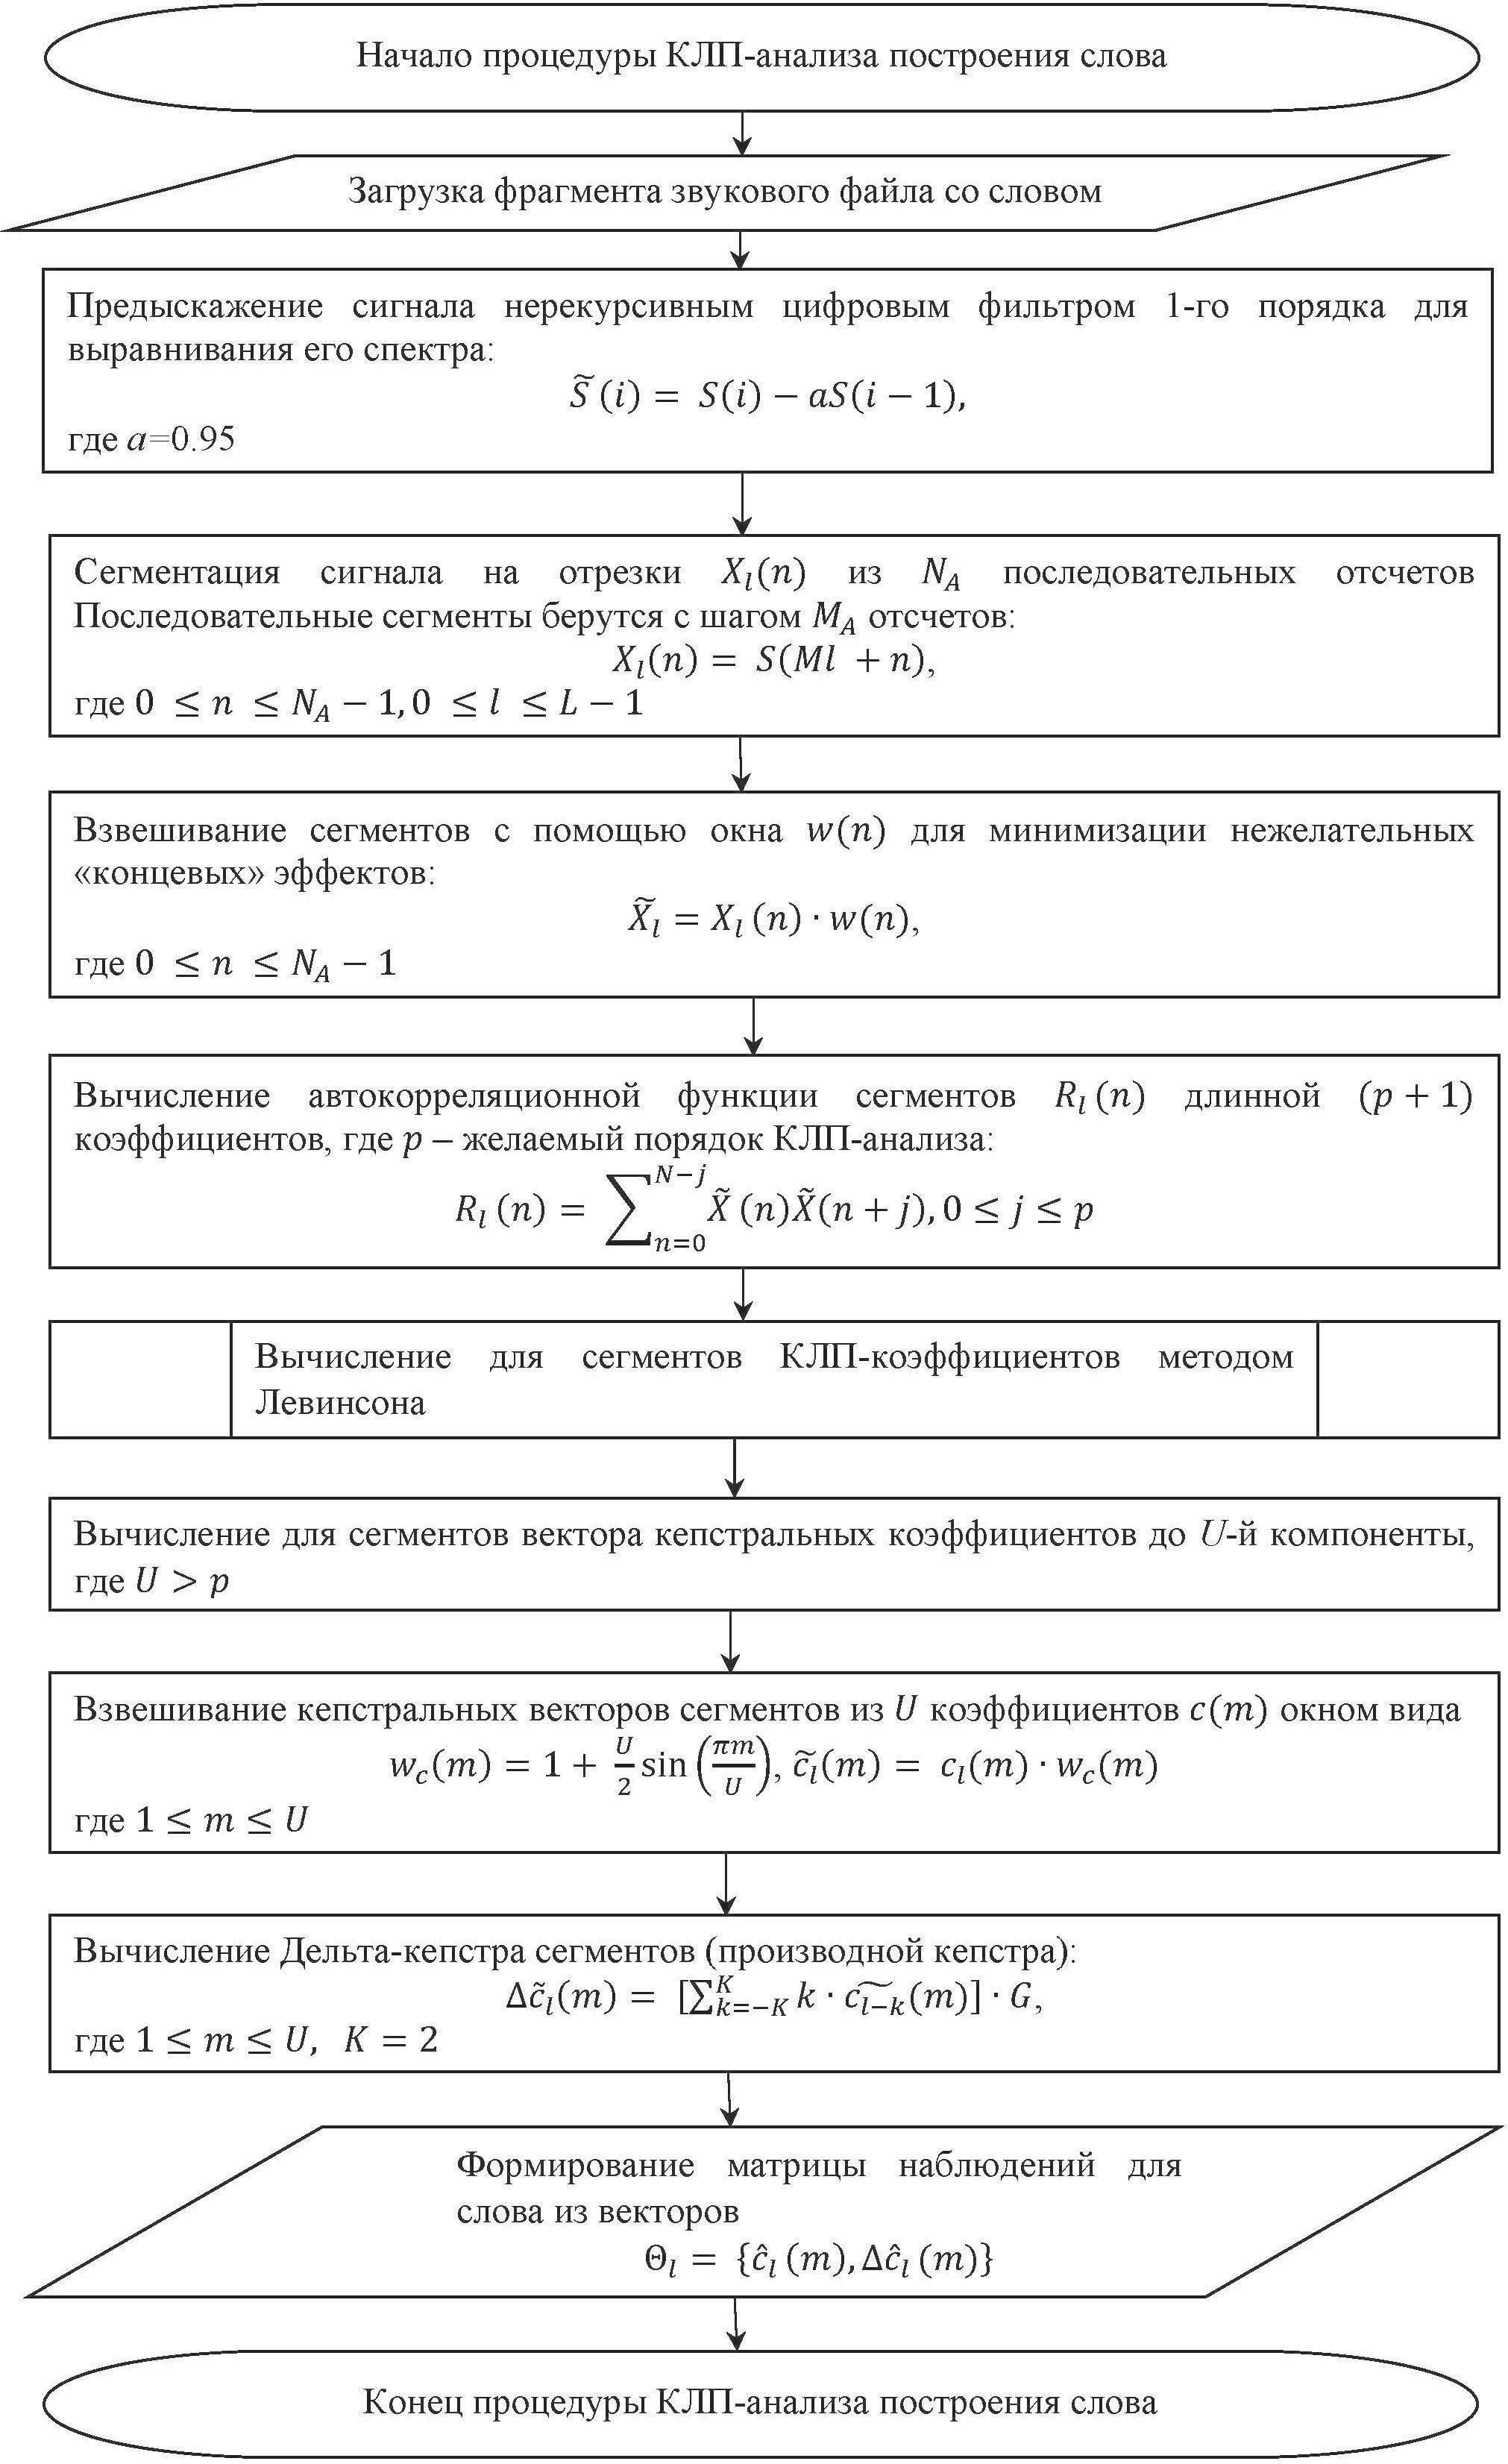 Начало процедуры КЛП-анализа построения слова
Загрузка фрагмента звукового файла со словом
Предыскажение сигнала нерекурсивным цифровым фильтром 1-го порядка для
выравнивания его спектра:
S̃ (i) = S(i) − aS(i − 1),
где a=0.95
Сегментация сигнала на отрезки X_l(n) из N_A последовательных отсчетов
Последовательные сегменты берутся с шагом M_A отсчетов:
X_l(n) = S(Ml + n),
где 0 ≤ n ≤ N_A − 1, 0 ≤ l ≤ L − 1
Взвешивание сегментов с помощью окна w(n) для минимизации нежелательных
«концевых» эффектов:
X̃_l = X_l (n) · w(n),
где 0 ≤ n ≤ N_A − 1
Вычисление автокорреляционной функции сегментов R_l (n) длинной (p + 1)
коэффициентов, где p – желаемый порядок КЛП-анализа:
R_l (n) = ∑_{n=0}^{N−j} X̃ (n)X̃(n + j), 0 ≤ j ≤ p
Вычисление для сегментов КЛП-коэффициентов методом
Левинсона
Вычисление для сегментов вектора кепстральных коэффициентов до U-й компоненты,
где U > p
Взвешивание кепстральных векторов сегментов из U коэффициентов c(m) окном вида
w_c(m) = 1 + U/2 sin(πm/U), c̃_l(m) = c_l(m) · w_c(m)
где 1 ≤ m ≤ U
Вычисление Дельта-кепстра сегментов (производной кепстра):
Δc̃_l(m) = [∑_{k=−K}^{K} k · c̃_{l−k}(m)] · G,
где 1 ≤ m ≤ U, K = 2
Формирование матрицы наблюдений для
слова из векторов
Θ_l = {ĉ_l (m), Δĉ_l (m)}
Конец процедуры КЛП-анализа построения слова